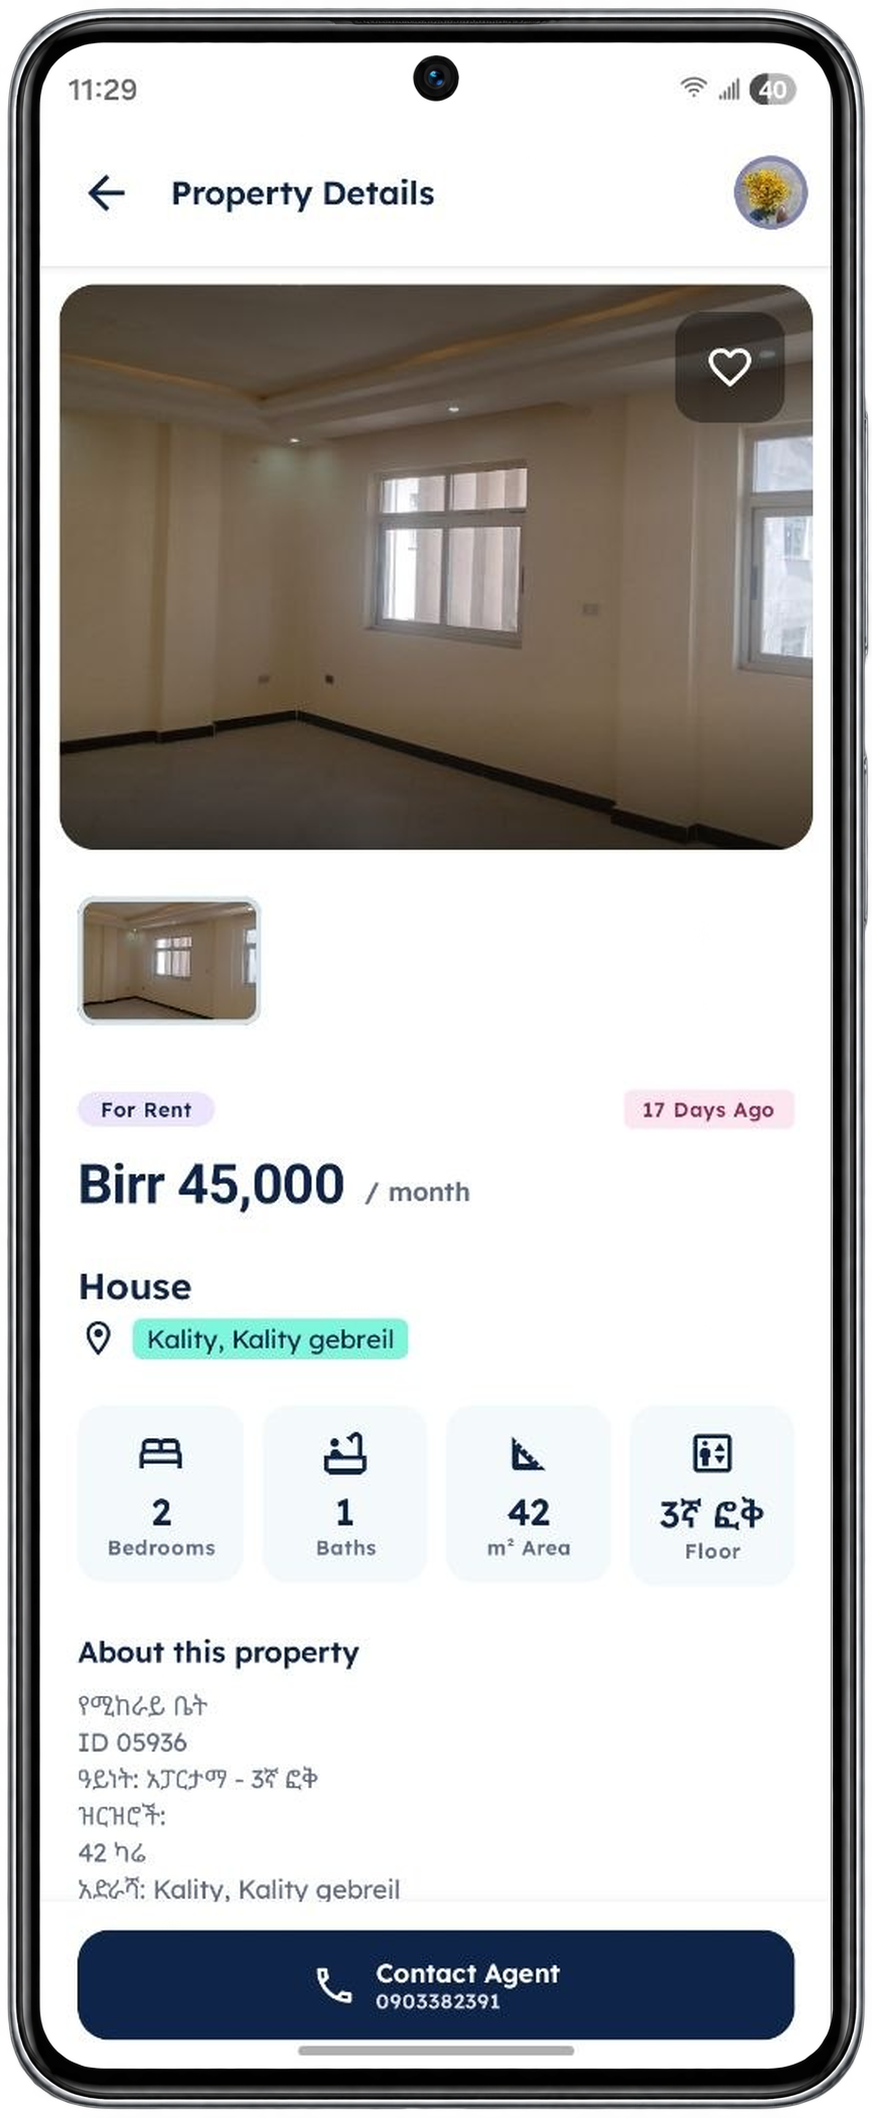 11:29
40
Property Details
For Rent
17 Days Ago
Birr 45,000 / month
House
Kality, Kality gebreil
2
Bedrooms
1
Baths
42
m² Area
3ኛ ፎቅ
Floor
About this property
የሚከራይ ቤት
ID 05936
ዓይነት: አፓርታማ - 3ኛ ፎቅ
ዝርዝሮች:
42 ካሬ
አድራሻ: Kality, Kality gebreil
Contact Agent
0903382391